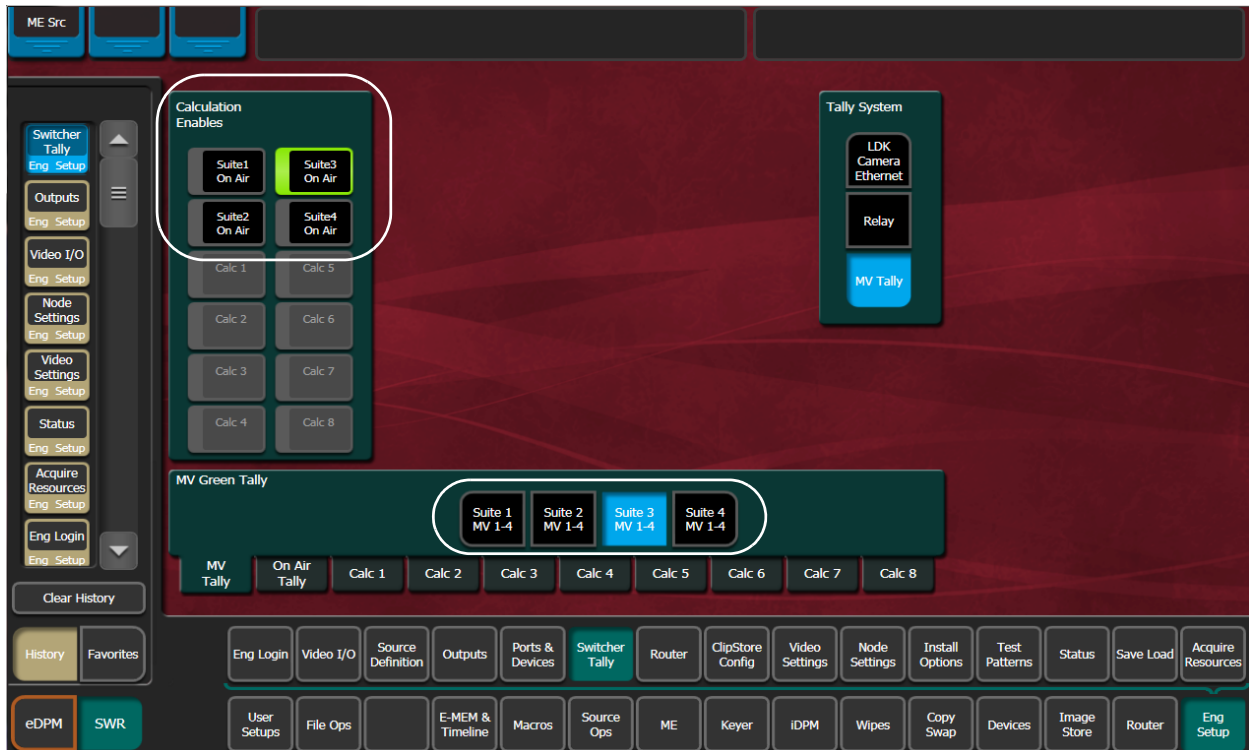 ME Src
Switcher
Tally
Eng Setup
Outputs
Eng Setup
Video I/O
Eng Setup
Node
Settings
Eng Setup
Video
Settings
Eng Setup
Status
Eng Setup
Acquire
Resources
Eng Setup
Eng Login
Eng Setup
Clear History
History
Favorites
eDPM
SWR
Calculation
Enables
Suite1
On Air
Suite3
On Air
Suite2
On Air
Suite4
On Air
Calc 1
Calc 5
Calc 2
Calc 6
Calc 3
Calc 7
Calc 4
Calc 8
Tally System
LDK
Camera
Ethernet
Relay
MV Tally
MV Green Tally
Suite 1
MV 1-4
Suite 2
MV 1-4
Suite 3
MV 1-4
Suite 4
MV 1-4
MV
Tally
On Air
Tally
Calc 1
Calc 2
Calc 3
Calc 4
Calc 5
Calc 6
Calc 7
Calc 8
Eng Login
Video I/O
Source
Definition
Outputs
Ports &
Devices
Switcher
Tally
Router
ClipStore
Config
Video
Settings
Node
Settings
Install
Options
Test
Patterns
Status
Save Load
Acquire
Resources
User
Setups
File Ops
E-MEM &
Timeline
Macros
Source
Ops
ME
Keyer
iDPM
Wipes
Copy
Swap
Devices
Image
Store
Router
Eng
Setup